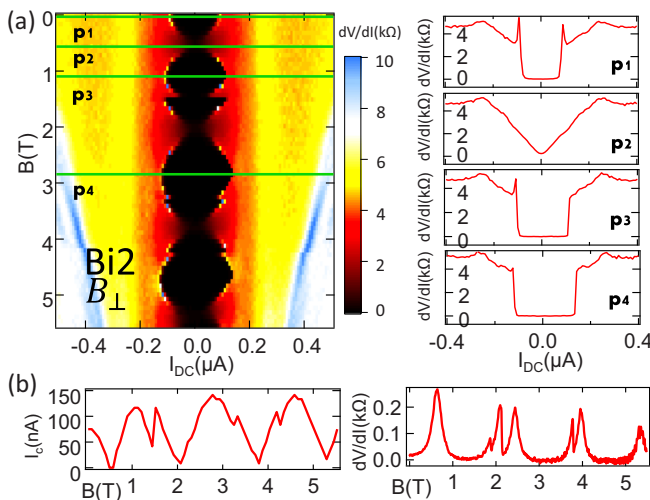 (a)
0
1
2
3
4
5
B(T)
p1
p2
p3
p4
Bi2
B⊥
-0.4
-0.2
0.0
0.2
0.4
I_DC(µA)
dV/dI(kΩ)
10
8
6
4
2
0
dV/dI(kΩ)
4
2
0
p1
dV/dI(kΩ)
4
2
0
p2
dV/dI(kΩ)
4
2
0
p3
dV/dI(kΩ)
4
2
0
p4
-0.4
0.0
0.4
I_DC(µA)
(b)
I_c(nA)
150
100
50
0
B(T)
1
2
3
4
5
dV/dI(kΩ)
0.2
0.1
0.0
B(T)
1
2
3
4
5